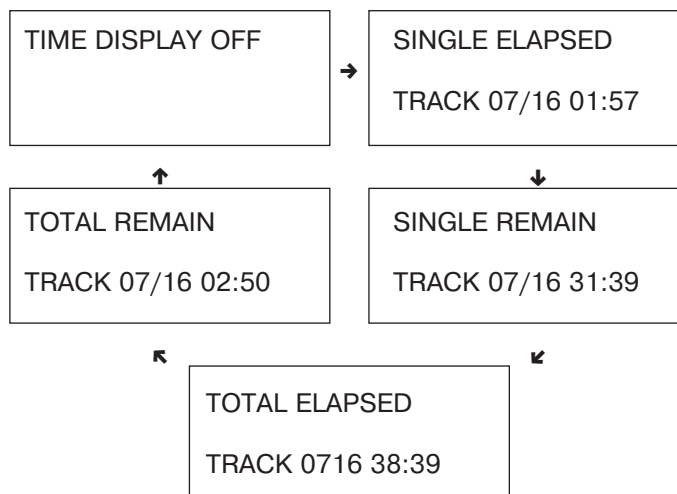 TIME DISPLAY OFF
SINGLE ELAPSED
TRACK 07/16 01:57
TOTAL REMAIN
TRACK 07/16 02:50
SINGLE REMAIN
TRACK 07/16 31:39
TOTAL ELAPSED
TRACK 0716 38:39